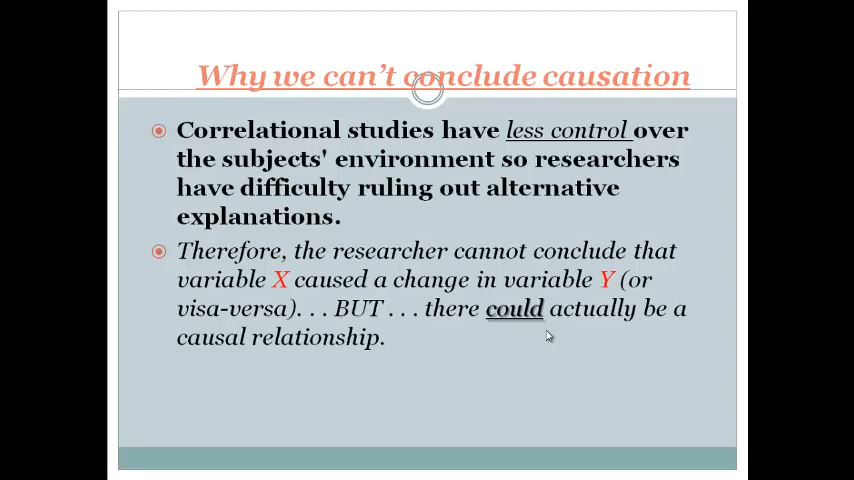 Why we can't conclude causation
Correlational studies have less control over
the subjects' environment so researchers
have difficulty ruling out alternative
explanations.
Therefore, the researcher cannot conclude that
variable X caused a change in variable Y (or
visa-versa). . . BUT . . . there could actually be a
causal relationship.